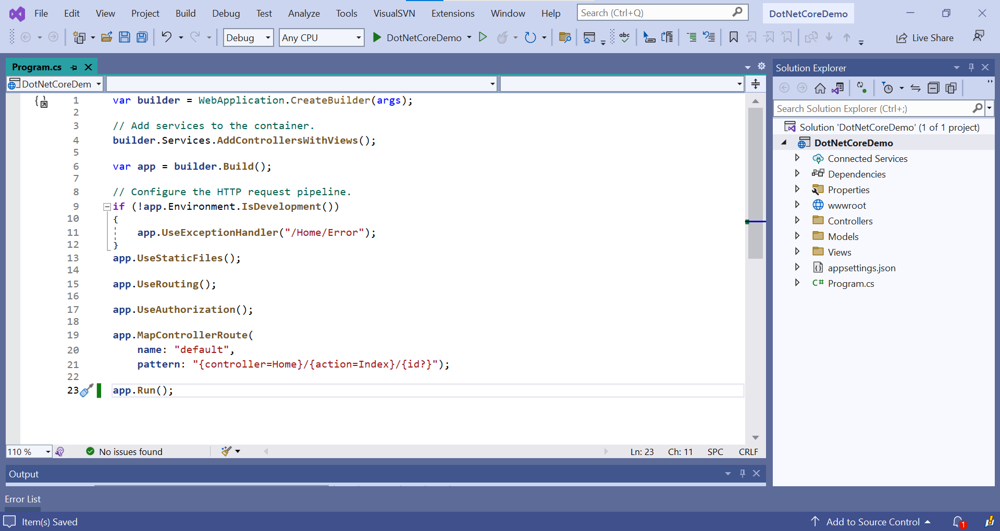 File Edit View Project Build Debug Test Analyze Tools VisualSVN Extensions Window Help Search (Ctrl+Q) DotNetCoreDemo
Debug Any CPU DotNetCoreDemo abc Live Share
Program.cs
Solution Explorer
DotNetCoreDem
Search Solution Explorer (Ctrl+;)
1 var builder = WebApplication.CreateBuilder(args);
2
3 // Add services to the container.
4 builder.Services.AddControllersWithViews();
5
6 var app = builder.Build();
7
8 // Configure the HTTP request pipeline.
9 if (!app.Environment.IsDevelopment())
10 {
11 app.UseExceptionHandler("/Home/Error");
12 }
13 app.UseStaticFiles();
14
15 app.UseRouting();
16
17 app.UseAuthorization();
18
19 app.MapControllerRoute(
20 name: "default",
21 pattern: "{controller=Home}/{action=Index}/{id?}");
22
23 app.Run();
Solution 'DotNetCoreDemo' (1 of 1 project)
DotNetCoreDemo
Connected Services
Dependencies
Properties
wwwroot
Controllers
Models
Views
appsettings.json
C# Program.cs
110 % No issues found Ln: 23 Ch: 11 SPC CRLF
Output
Error List
Item(s) Saved Add to Source Control 1